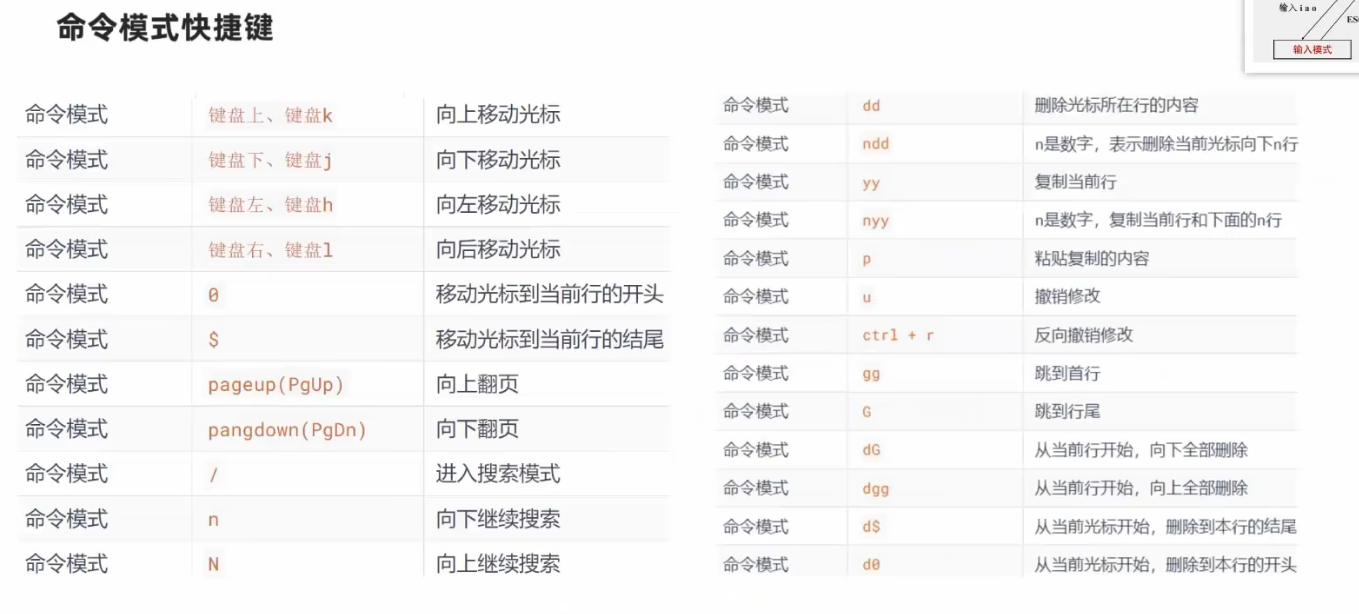 命令模式快捷键
输入iao
输入模式
命令模式 键盘上、键盘k 向上移动光标
命令模式 键盘下、键盘j 向下移动光标
命令模式 键盘左、键盘h 向左移动光标
命令模式 键盘右、键盘l 向后移动光标
命令模式 0 移动光标到当前行的开头
命令模式 $ 移动光标到当前行的结尾
命令模式 pageup(PgUp) 向上翻页
命令模式 pangdown(PgDn) 向下翻页
命令模式 / 进入搜索模式
命令模式 n 向下继续搜索
命令模式 N 向上继续搜索
命令模式 dd 删除光标所在行的内容
命令模式 ndd n是数字，表示删除当前光标向下n行
命令模式 yy 复制当前行
命令模式 nyy n是数字，复制当前行和下面的n行
命令模式 p 粘贴复制的内容
命令模式 u 撤销修改
命令模式 ctrl + r 反向撤销修改
命令模式 gg 跳到首行
命令模式 G 跳到行尾
命令模式 dG 从当前行开始，向下全部删除
命令模式 dgg 从当前行开始，向上全部删除
命令模式 d$ 从当前光标开始，删除到本行的结尾
命令模式 d0 从当前光标开始，删除到本行的开头